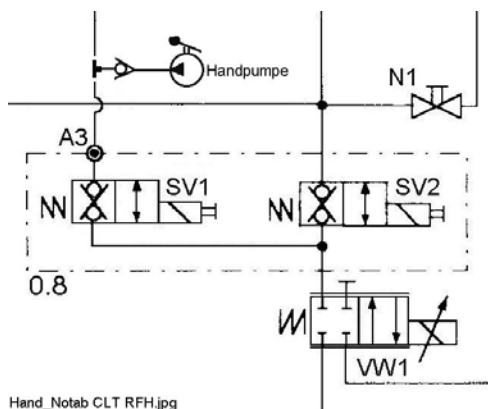 Handpumpe
N1
A3
SV1
SV2
0.8
VW1
Hand_Notab CLT RFH.jpg